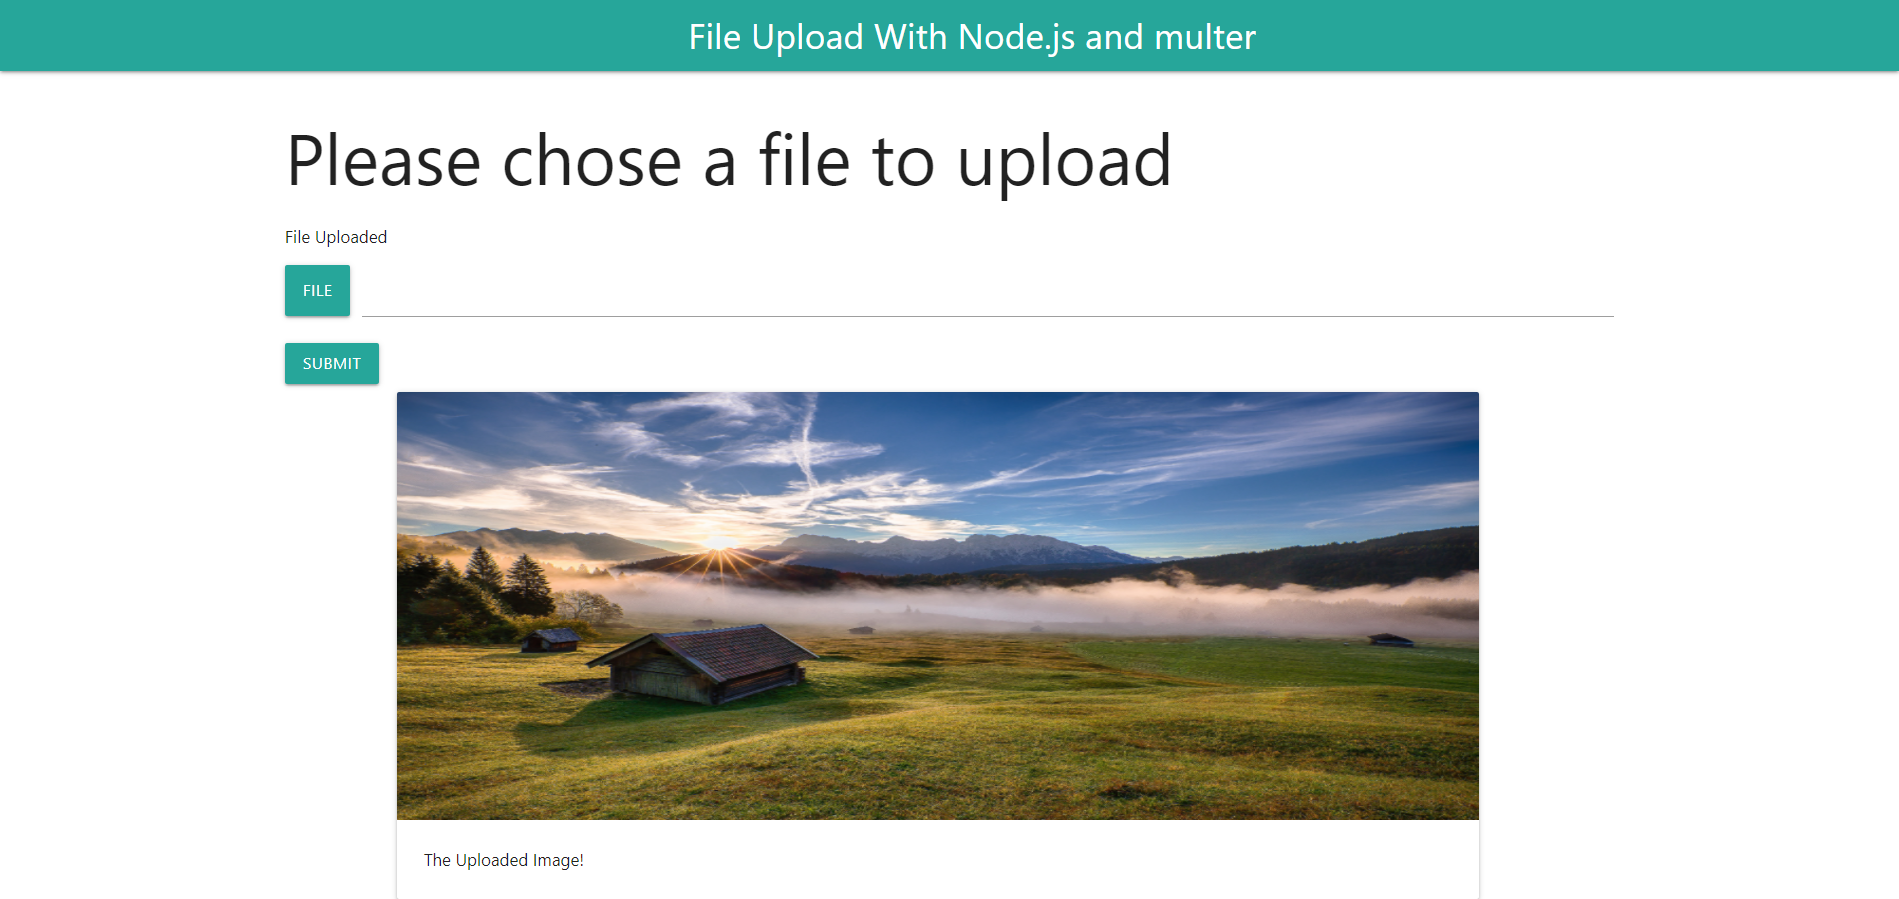 File Upload With Node.js and multer
Please chose a file to upload
File Uploaded
FILE
SUBMIT
The Uploaded Image!